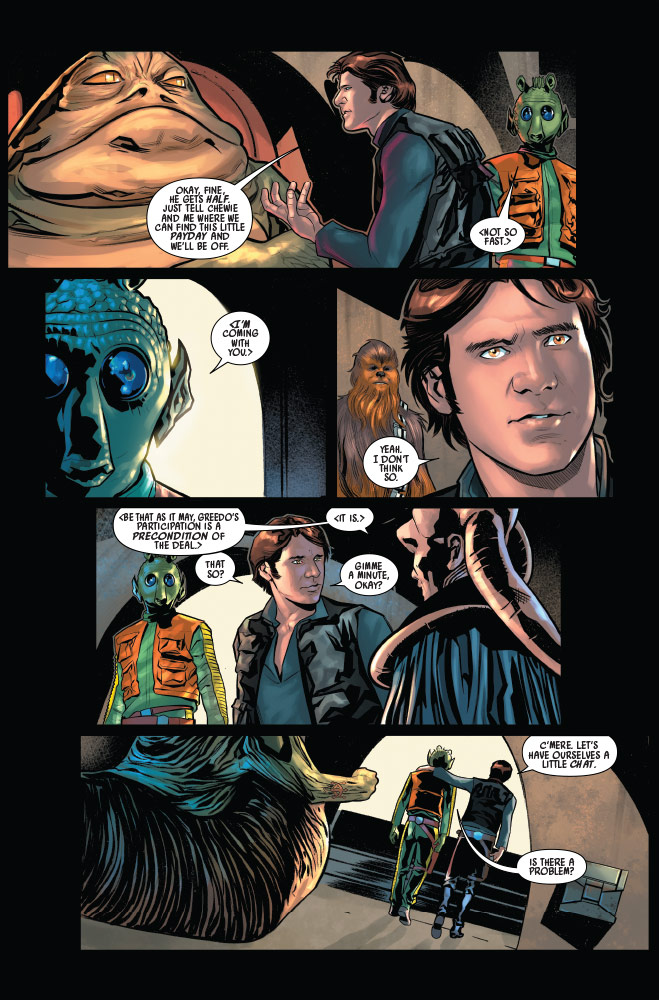 OKAY, FINE,
HE GETS HALF.
JUST TELL CHEWIE
AND ME WHERE WE
CAN FIND THIS LITTLE
PAYDAY AND
WE'LL BE OFF.
<NOT SO
FAST.>
<I'M
COMING
WITH
YOU.>
YEAH.
I DON'T
THINK
SO.
<BE THAT AS IT MAY, GREEDO'S
PARTICIPATION IS A
PRECONDITION OF
THE DEAL.>
<IT IS.>
THAT
SO?
GIMME
A MINUTE,
OKAY?
C'MERE. LET'S
HAVE OURSELVES A
LITTLE CHAT.
IS THERE A
PROBLEM?